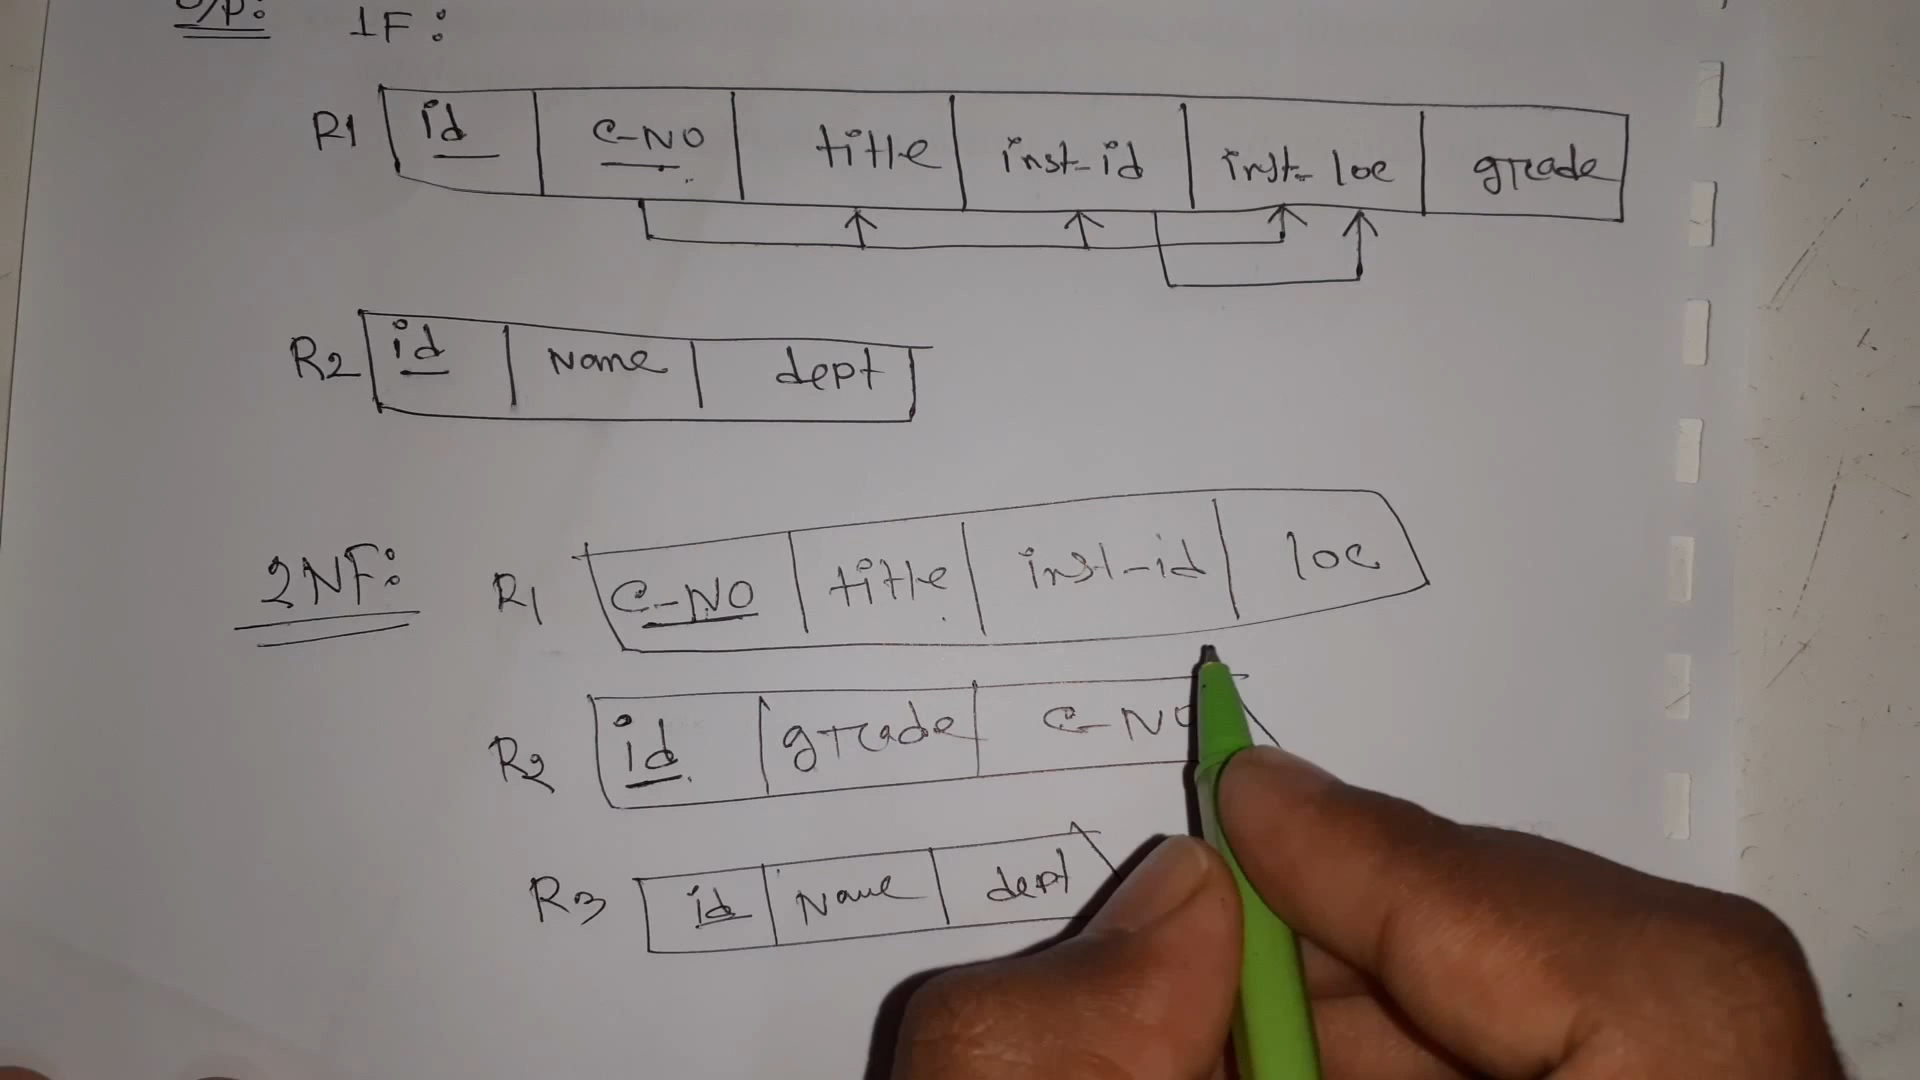 O/P: 1F:
R1 id C-NO title inst-id inst-loc grade
R2 id Name dept
2NF: R1 C-NO title inst-id loc
R2 id grade C-NO
R3 id Name dept